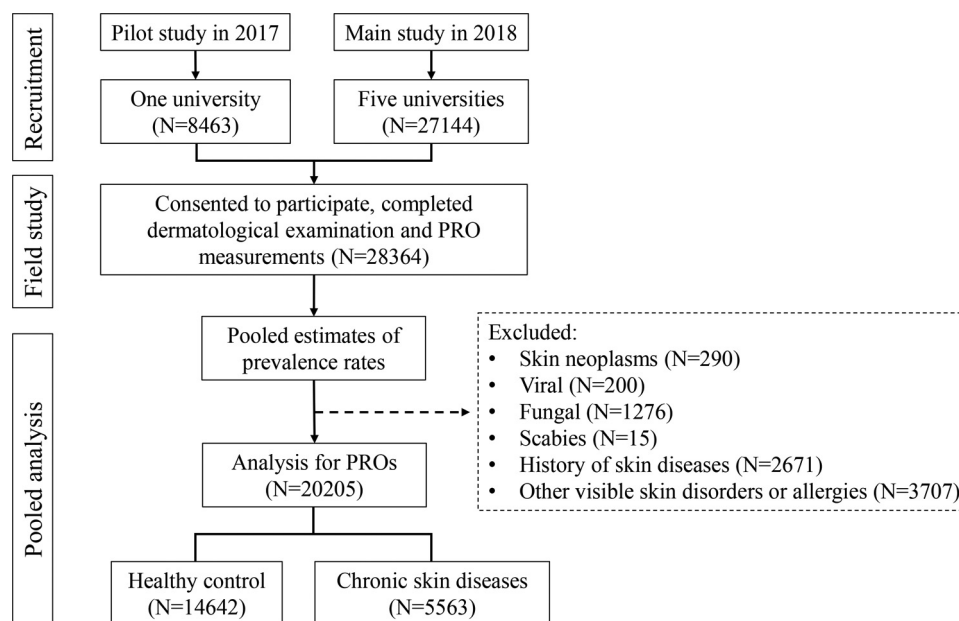 Recruitment
Pilot study in 2017
Main study in 2018
One university
(N=8463)
Five universities
(N=27144)
Field study
Consented to participate, completed
dermatological examination and PRO
measurements (N=28364)
Pooled analysis
Pooled estimates of
prevalence rates
Excluded:
• Skin neoplasms (N=290)
• Viral (N=200)
• Fungal (N=1276)
• Scabies (N=15)
• History of skin diseases (N=2671)
• Other visible skin disorders or allergies (N=3707)
Analysis for PROs
(N=20205)
Healthy control
(N=14642)
Chronic skin diseases
(N=5563)